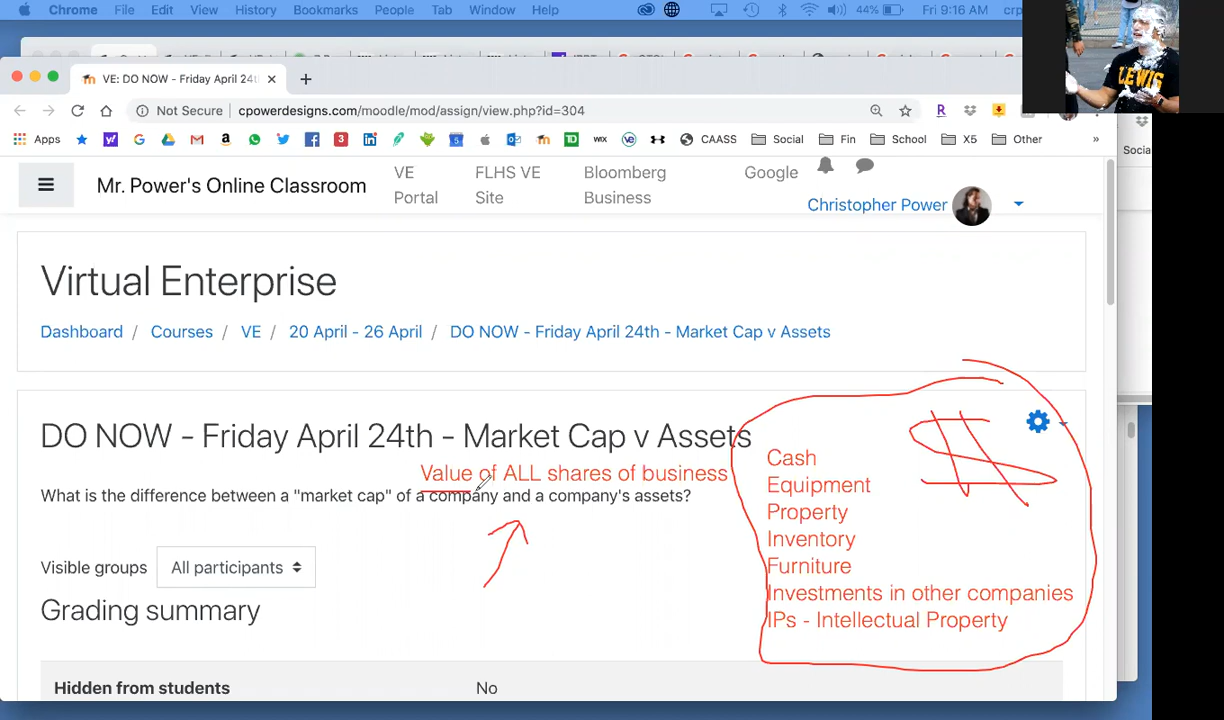 Chrome File Edit View History Bookmarks People Tab Window Help 44% Fri 9:16 AM
LEWIS
VE: DO NOW - Friday April 24
Not Secure cpowerdesigns.com/moodle/mod/assign/view.php?id=304
Apps CAASS Social Fin School X5 Other
Mr. Power's Online Classroom
VE Portal
FLHS VE Site
Bloomberg Business
Google
Christopher Power
Virtual Enterprise
Dashboard / Courses / VE / 20 April - 26 April / DO NOW - Friday April 24th - Market Cap v Assets
DO NOW - Friday April 24th - Market Cap v Assets
Value of ALL shares of business
What is the difference between a "market cap" of a company and a company's assets?
$
Cash
Equipment
Property
Inventory
Furniture
Investments in other companies
IPs - Intellectual Property
Visible groups All participants
Grading summary
Hidden from students No